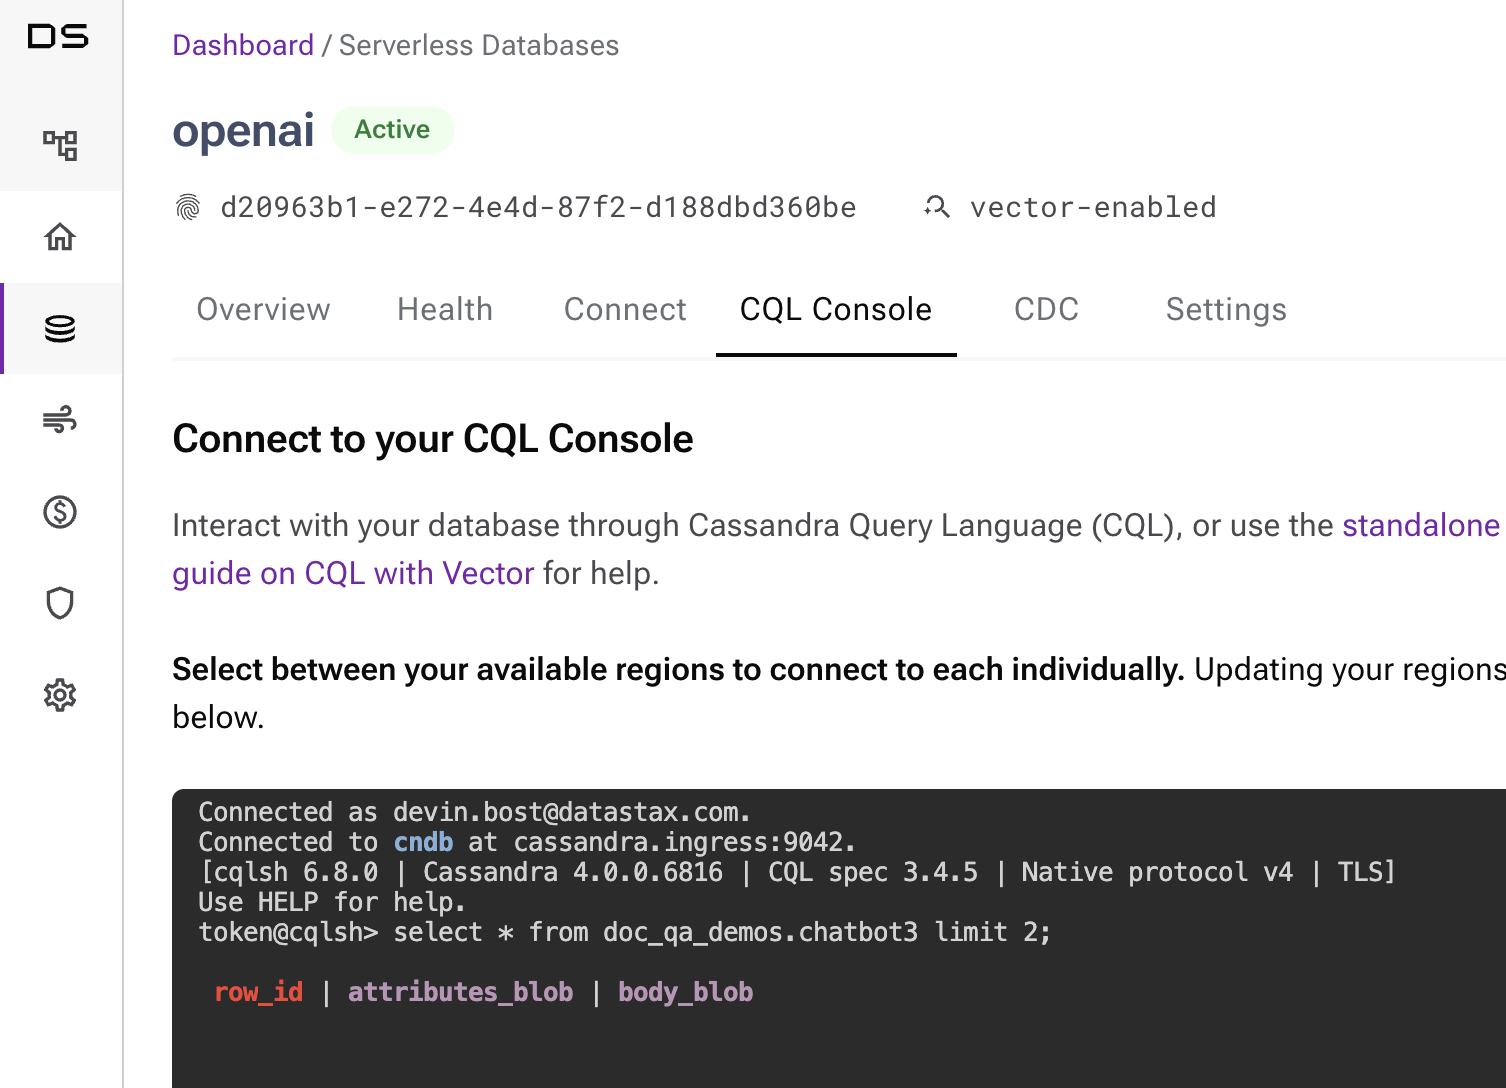 DS
Dashboard / Serverless Databases
openai Active
d20963b1-e272-4e4d-87f2-d188dbd360be vector-enabled
Overview Health Connect CQL Console CDC Settings
Connect to your CQL Console
Interact with your database through Cassandra Query Language (CQL), or use the standalone
guide on CQL with Vector for help.
Select between your available regions to connect to each individually. Updating your regions
below.
Connected as devin.bost@datastax.com.
Connected to cndb at cassandra.ingress:9042.
[cqlsh 6.8.0 | Cassandra 4.0.0.6816 | CQL spec 3.4.5 | Native protocol v4 | TLS]
Use HELP for help.
token@cqlsh> select * from doc_qa_demos.chatbot3 limit 2;
row_id | attributes_blob | body_blob